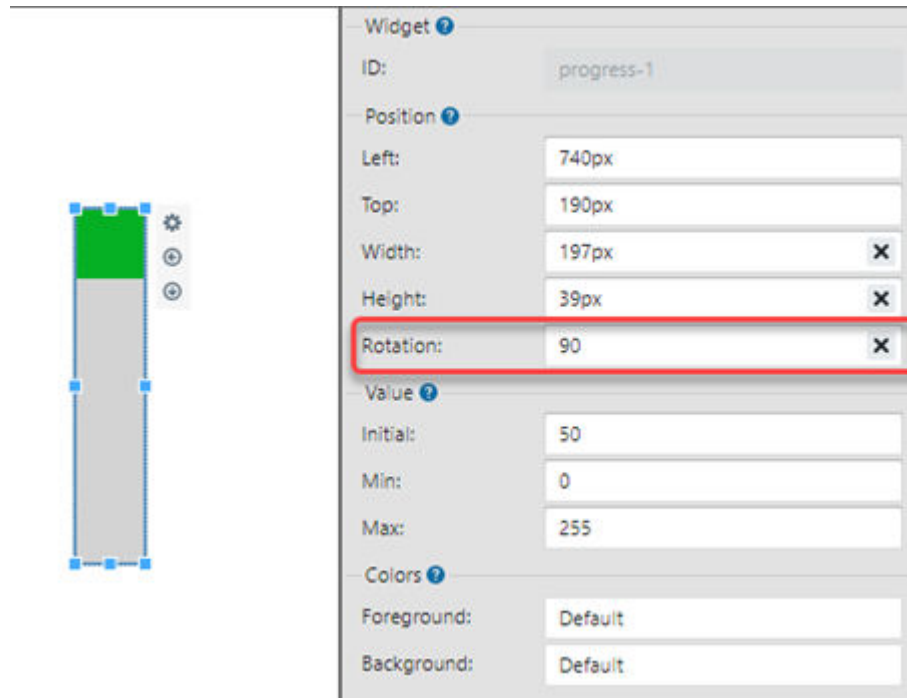 Widget ?
ID: progress-1
Position ?
Left: 740px
Top: 190px
Width: 197px
Height: 39px
Rotation: 90
Value ?
Initial: 50
Min: 0
Max: 255
Colors ?
Foreground: Default
Background: Default